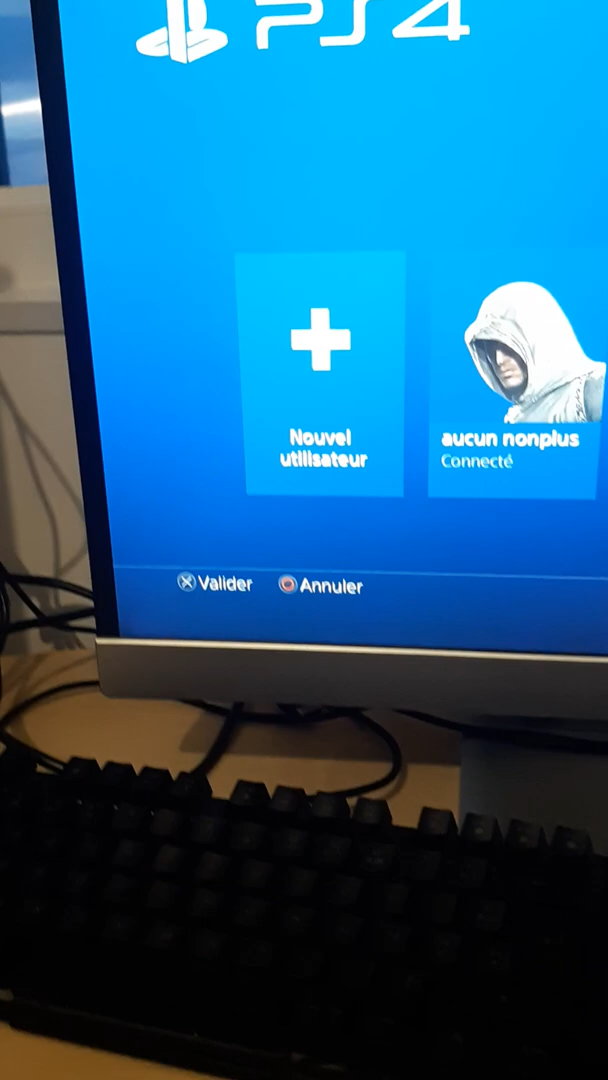 PS4
Nouvel
utilisateur
aucun nonplus
Connecté
Valider
Annuler